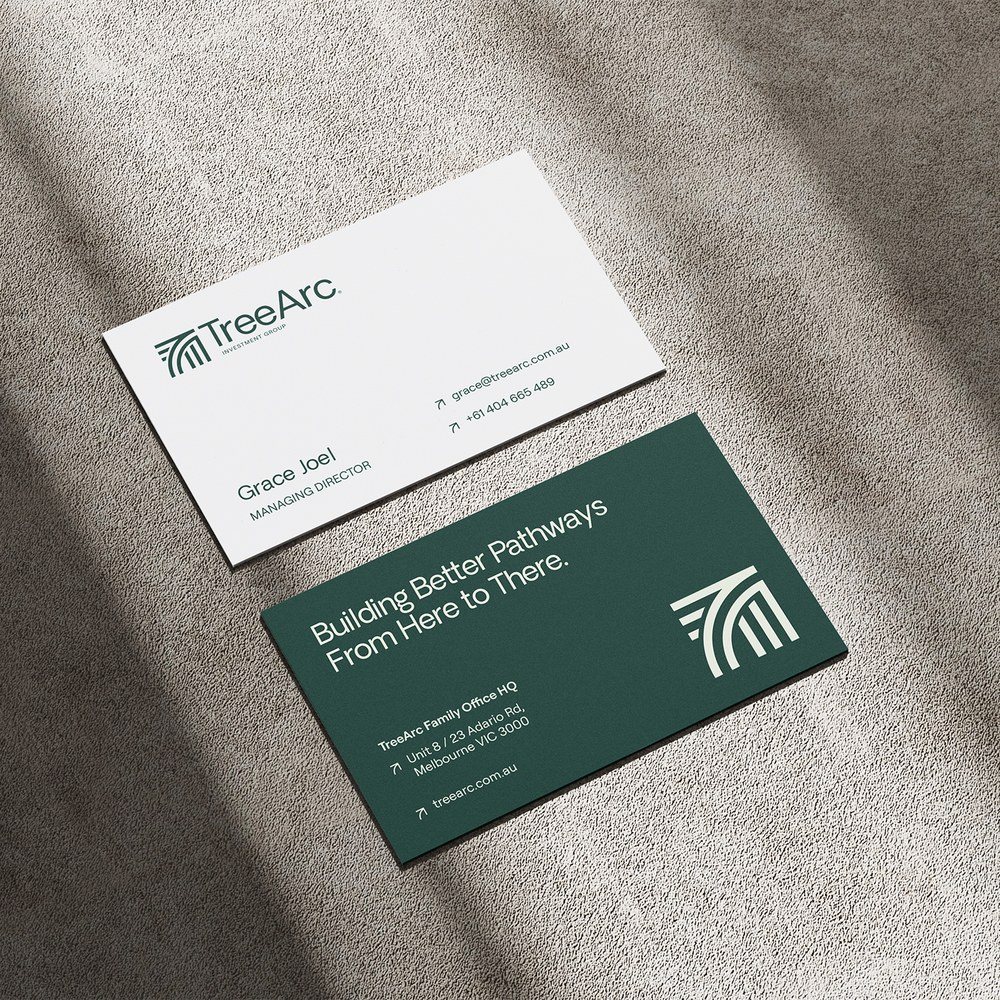 TreeArc®
INVESTMENT GROUP
grace@treearc.com.au
+61 404 665 489
Grace Joel
MANAGING DIRECTOR
Building Better Pathways
From Here to There.
TreeArc Family Office HQ
Unit 8 / 23 Adario Rd,
Melbourne VIC 3000
treearc.com.au